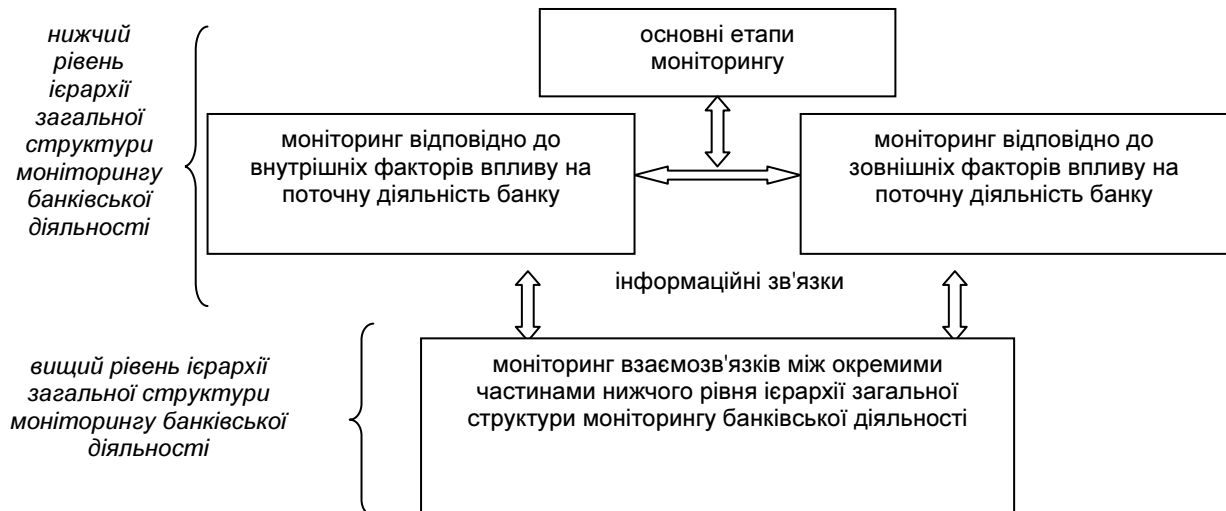 нижчий
рівень
ієрархії
загальної
структури
моніторингу
банківської
діяльності
основні етапи
моніторингу
моніторинг відповідно до
внутрішніх факторів впливу на
поточну діяльність банку
моніторинг відповідно до
зовнішніх факторів впливу на
поточну діяльність банку
інформаційні зв'язки
вищий рівень ієрархії
загальної структури
моніторингу банківської
діяльності
моніторинг взаємозв'язків між окремими
частинами нижчого рівня ієрархії загальної
структури моніторингу банківської діяльності